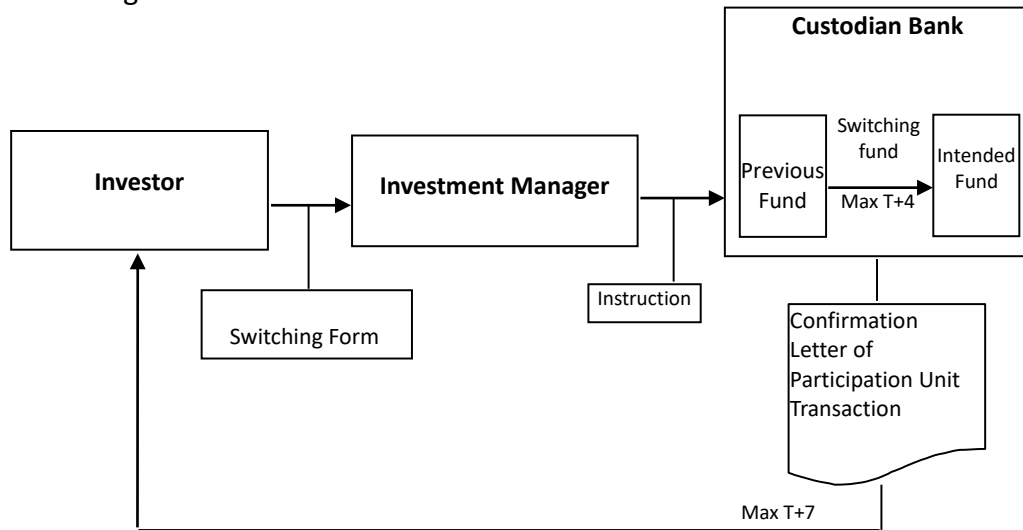 Custodian Bank
Investor
Investment Manager
Previous
Fund
Switching
fund
Max T+4
Intended
Fund
Switching Form
Instruction
Confirmation
Letter of
Participation Unit
Transaction
Max T+7